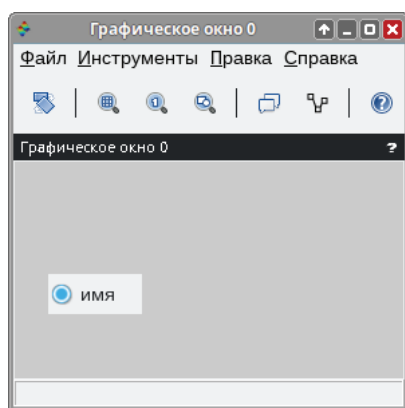 Графическое окно 0
Файл Инструменты Правка Справка
Графическое окно 0 ?
имя